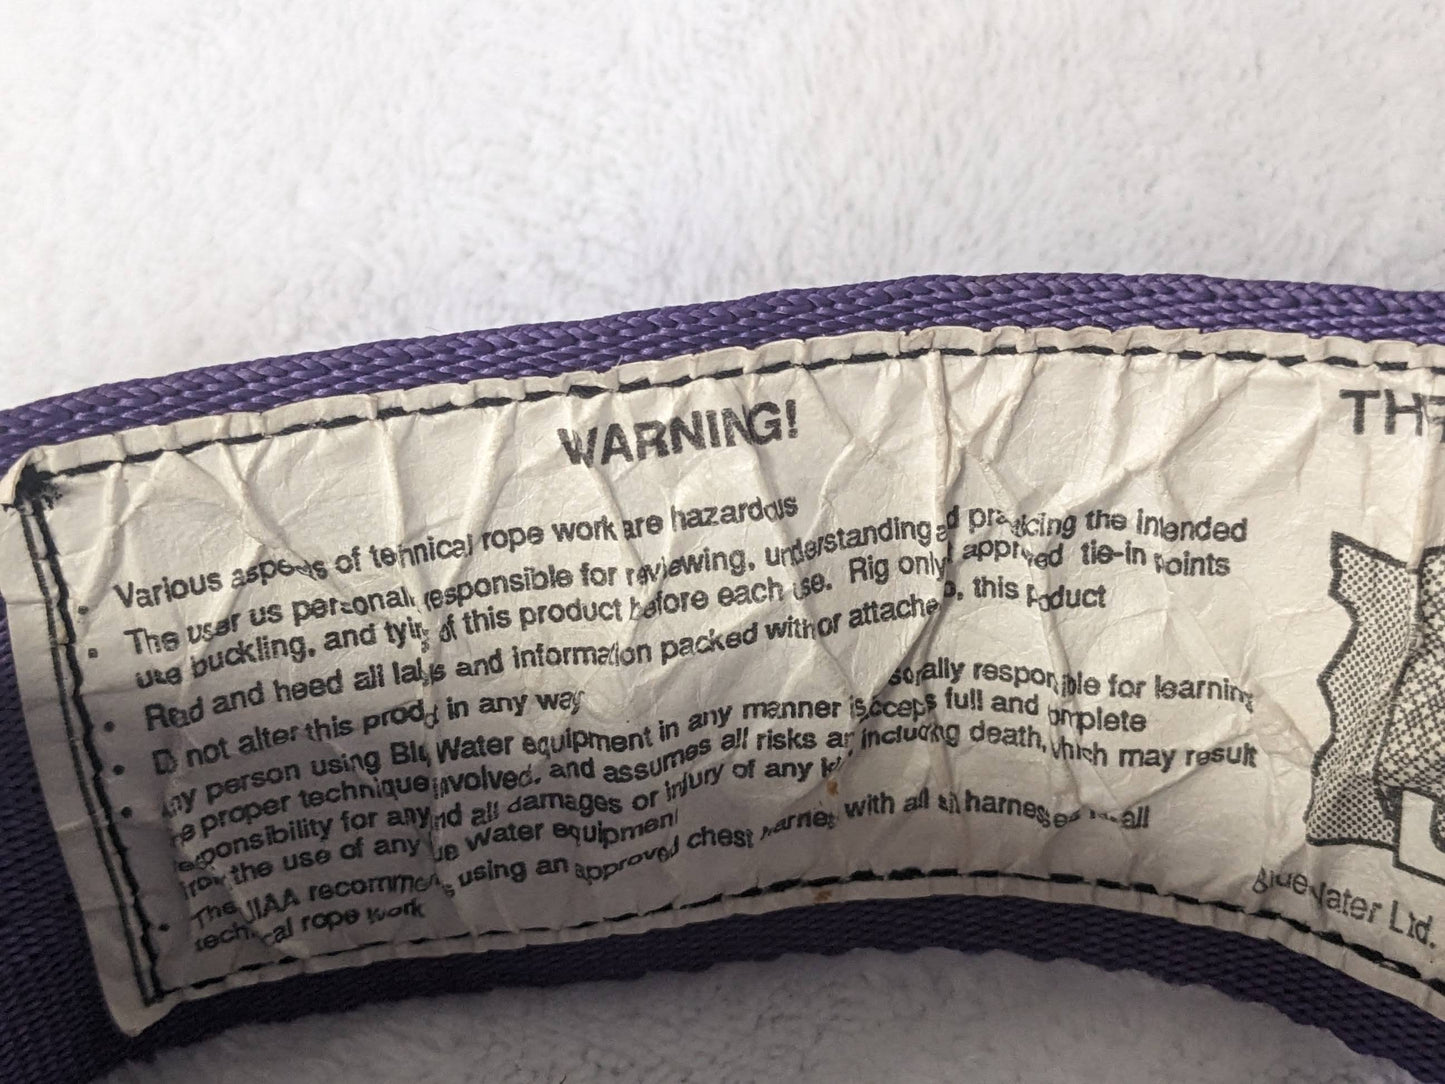 WARNING!
• Various aspects of technical rope work are hazardous
• The user us personally responsible for reviewing, understanding and practicing the intended
use buckling, and tying of this product before each use. Rig only approved tie-in points
• Read and heed all labels and information packed with or attached, this product
• Do not alter this product in any way
• Any person using Blue Water equipment in any manner is personally responsible for learning
the proper technique involved, and assumes all risks and accepts full and complete
responsibility for any and all damages or injury of any kind including death, which may result
from the use of any Blue Water equipment
• The UIAA recommends using an approved chest harness with all sit harnesses for all
technical rope work
Blue Water Ltd.